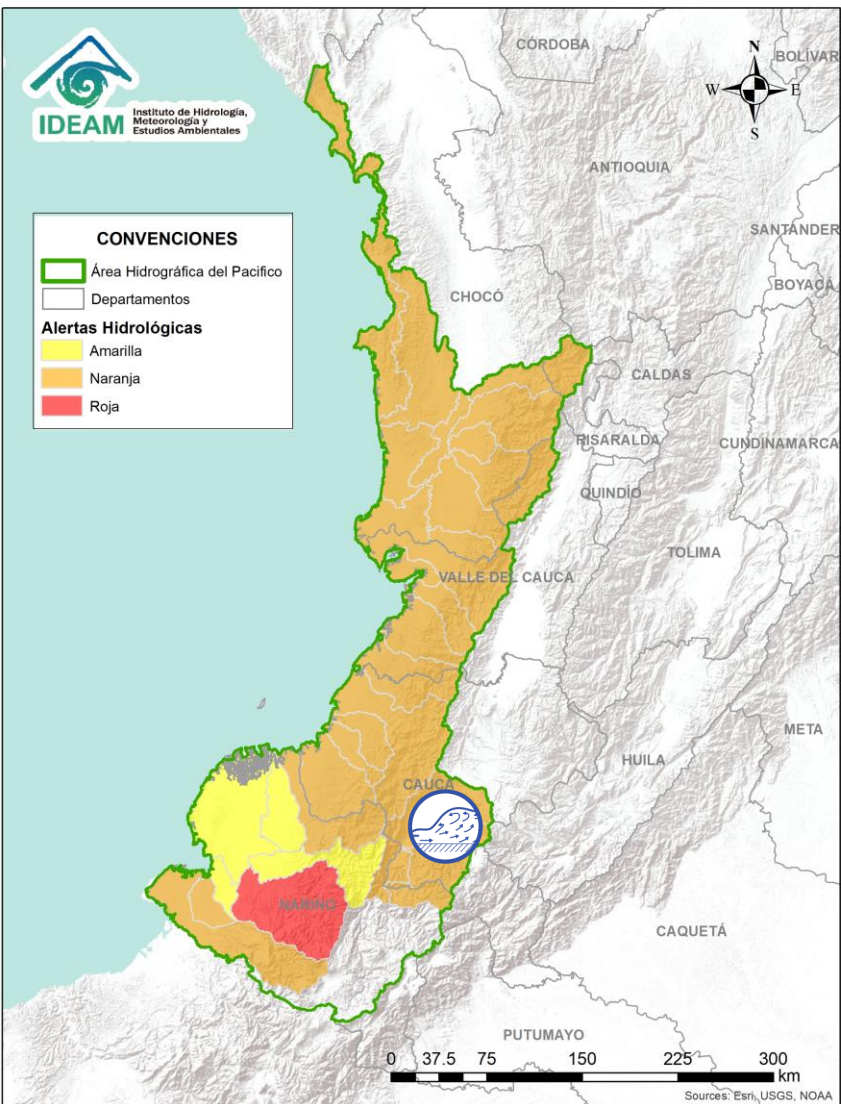 IDEAM
Instituto de Hidrología,
Meteorología y
Estudios Ambientales
CÓRDOBA
BOLÍVAR
N
W
E
S
ANTIOQUIA
SANTANDER
BOYACÁ
CONVENCIONES
Área Hidrográfica del Pacifico
Departamentos
Alertas Hidrológicas
Amarilla
Naranja
Roja
CHOCÓ
CALDAS
RISARALDA
CUNDINAMARCA
QUINDÍO
TOLIMA
VALLE DEL CAUCA
META
HUILA
CAUCA
NARIÑO
CAQUETÁ
PUTUMAYO
0 37.5 75 150 225 300
km
Sources: Esri, USGS, NOAA